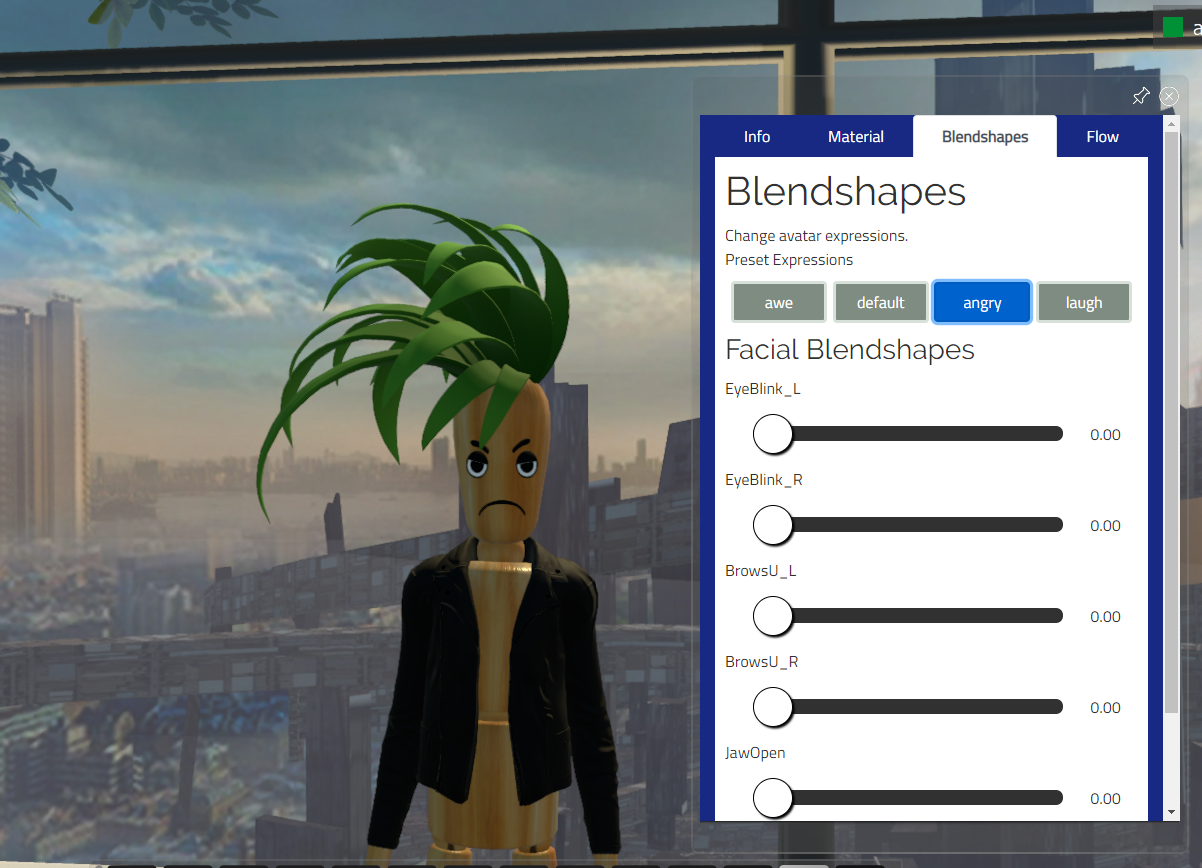 a
Info Material Blendshapes Flow
Blendshapes
Change avatar expressions.
Preset Expressions
awe default angry laugh
Facial Blendshapes
EyeBlink_L
0.00
EyeBlink_R
0.00
BrowsU_L
0.00
BrowsU_R
0.00
JawOpen
0.00